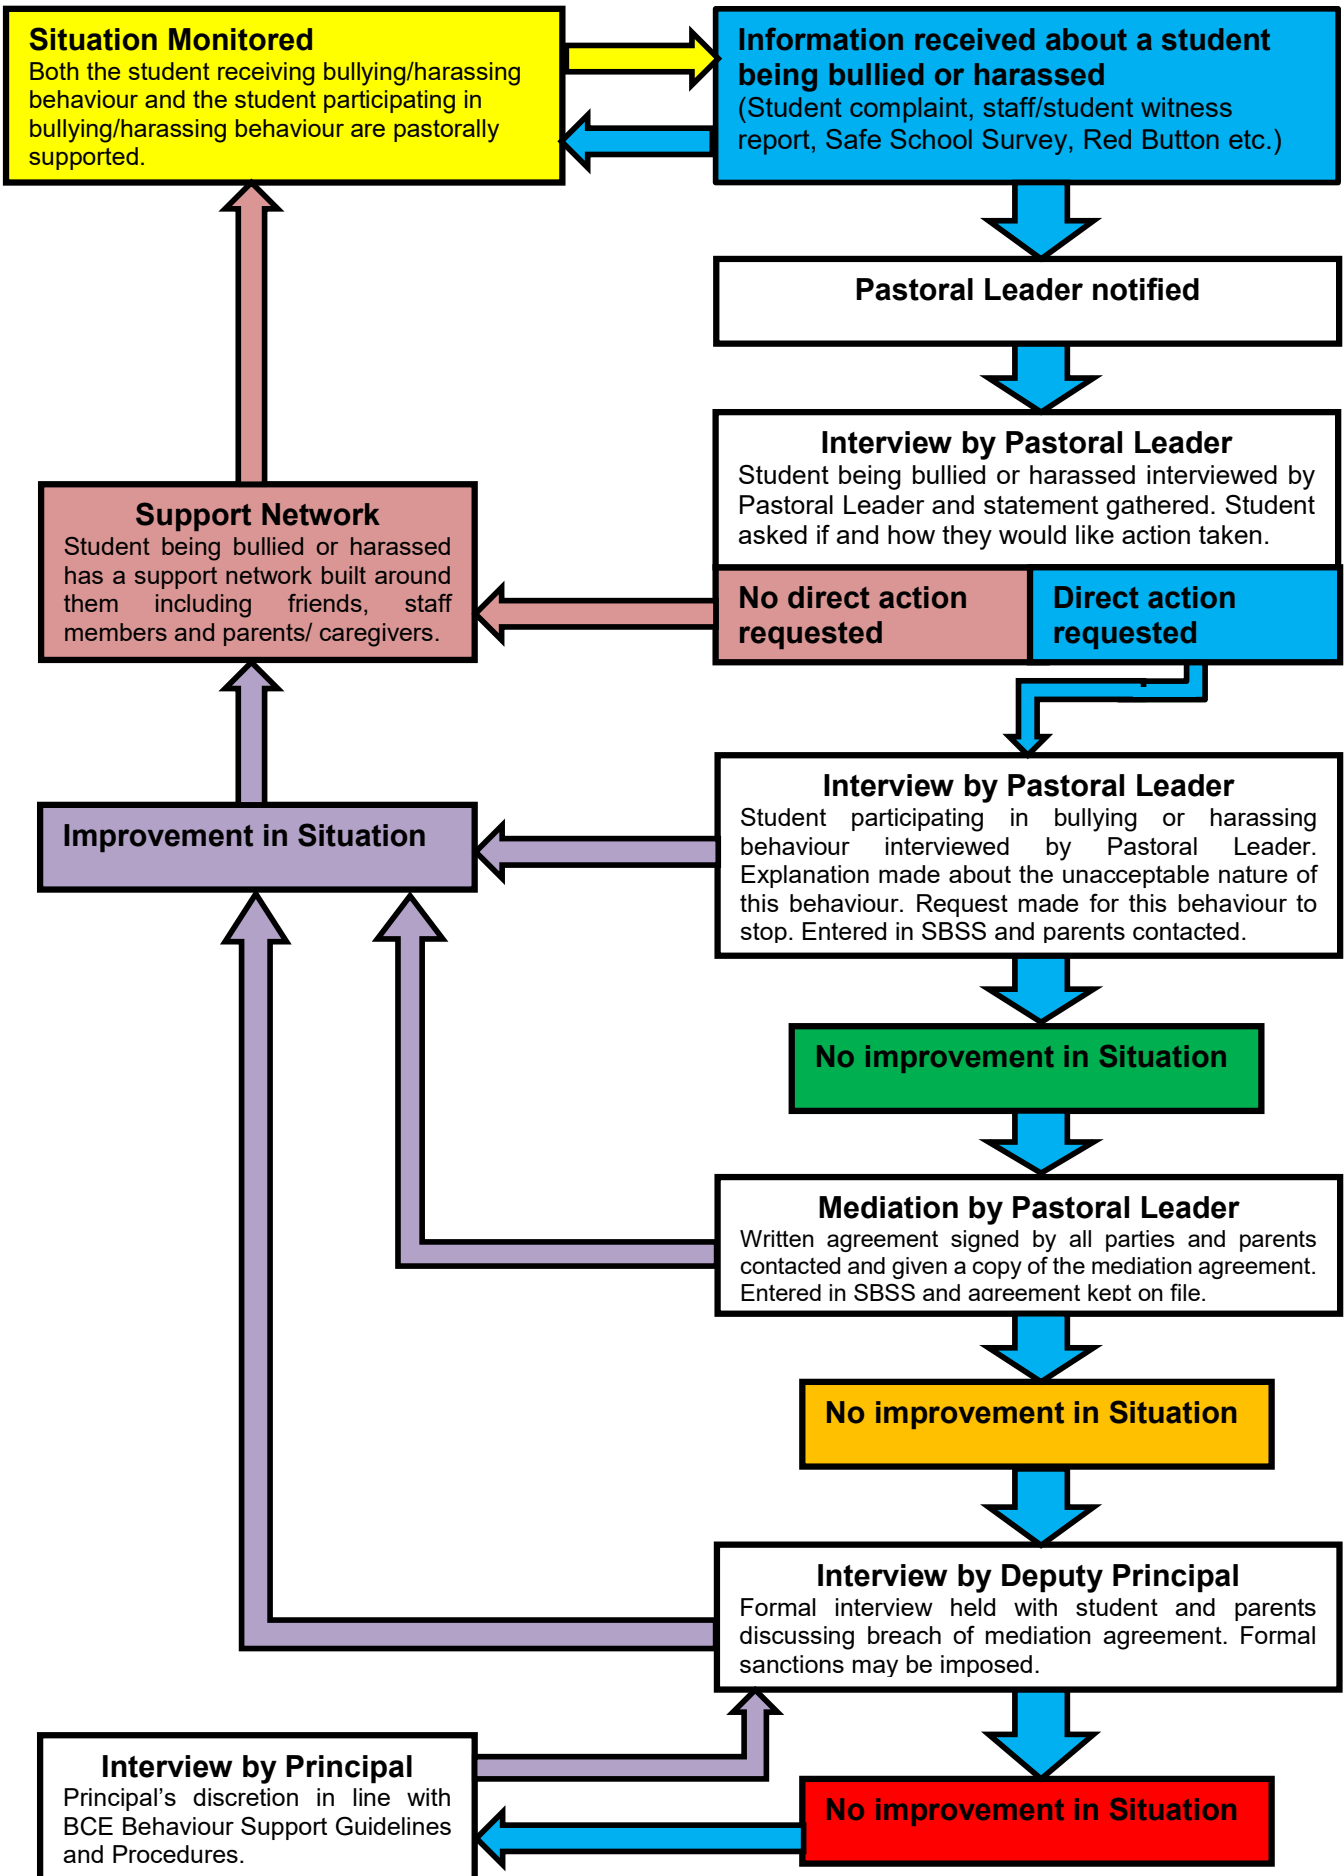 Situation Monitored
Both the student receiving bullying/harassing
behaviour and the student participating in
bullying/harassing behaviour are pastorally
supported.
Information received about a student
being bullied or harassed
(Student complaint, staff/student witness
report, Safe School Survey, Red Button etc.)
Pastoral Leader notified
Interview by Pastoral Leader
Student being bullied or harassed interviewed by
Pastoral Leader and statement gathered. Student
asked if and how they would like action taken.
No direct action
requested
Direct action
requested
Support Network
Student being bullied or harassed
has a support network built around
them including friends, staff
members and parents/ caregivers.
Improvement in Situation
Interview by Pastoral Leader
Student participating in bullying or harassing
behaviour interviewed by Pastoral Leader.
Explanation made about the unacceptable nature of
this behaviour. Request made for this behaviour to
stop. Entered in SBSS and parents contacted.
No improvement in Situation
Mediation by Pastoral Leader
Written agreement signed by all parties and parents
contacted and given a copy of the mediation agreement.
Entered in SBSS and agreement kept on file.
No improvement in Situation
Interview by Deputy Principal
Formal interview held with student and parents
discussing breach of mediation agreement. Formal
sanctions may be imposed.
No improvement in Situation
Interview by Principal
Principal's discretion in line with
BCE Behaviour Support Guidelines
and Procedures.